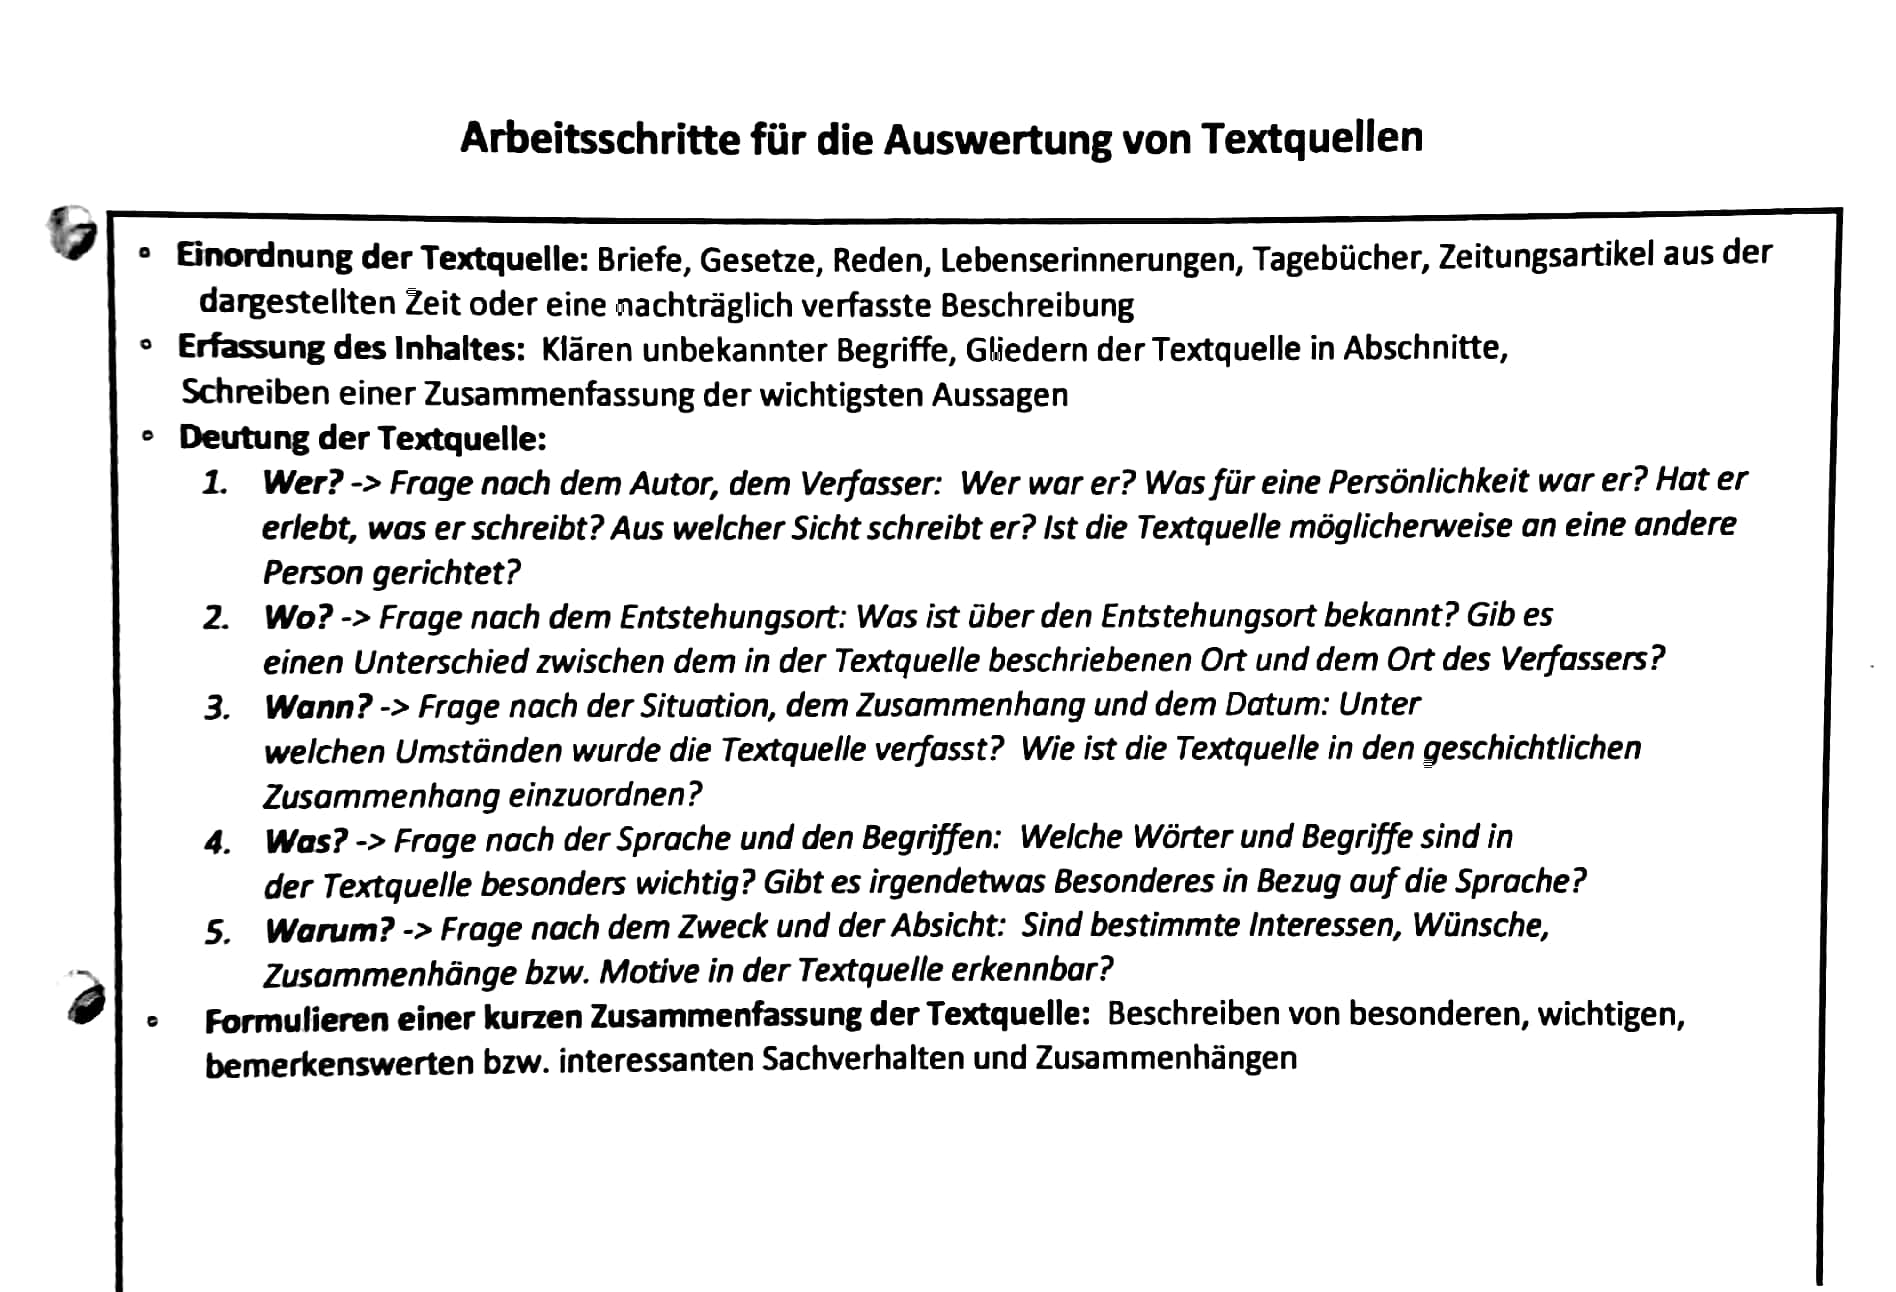 Arbeitsschritte für die Auswertung von Textquellen
° Einordnung der Textquelle: Briefe, Gesetze, Reden, Lebenserinnerungen, Tagebücher, Zeitungsartikel aus der
dargestellten Zeit oder eine nachträglich verfasste Beschreibung
° Erfassung des Inhaltes: Klären unbekannter Begriffe, Gliedern der Textquelle in Abschnitte,
Schreiben einer Zusammenfassung der wichtigsten Aussagen
° Deutung der Textquelle:
1. Wer? -> Frage nach dem Autor, dem Verfasser: Wer war er? Was für eine Persönlichkeit war er? Hat er
erlebt, was er schreibt? Aus welcher Sicht schreibt er? Ist die Textquelle möglicherweise an eine andere
Person gerichtet?
2. Wo? -> Frage nach dem Entstehungsort: Was ist über den Entstehungsort bekannt? Gib es
einen Unterschied zwischen dem in der Textquelle beschriebenen Ort und dem Ort des Verfassers?
3. Wann? -> Frage nach der Situation, dem Zusammenhang und dem Datum: Unter
welchen Umständen wurde die Textquelle verfasst? Wie ist die Textquelle in den geschichtlichen
Zusammenhang einzuordnen?
4. Was? -> Frage nach der Sprache und den Begriffen: Welche Wörter und Begriffe sind in
der Textquelle besonders wichtig? Gibt es irgendetwas Besonderes in Bezug auf die Sprache?
5. Warum? -> Frage nach dem Zweck und der Absicht: Sind bestimmte Interessen, Wünsche,
Zusammenhänge bzw. Motive in der Textquelle erkennbar?
° Formulieren einer kurzen Zusammenfassung der Textquelle: Beschreiben von besonderen, wichtigen,
bemerkenswerten bzw. interessanten Sachverhalten und Zusammenhängen